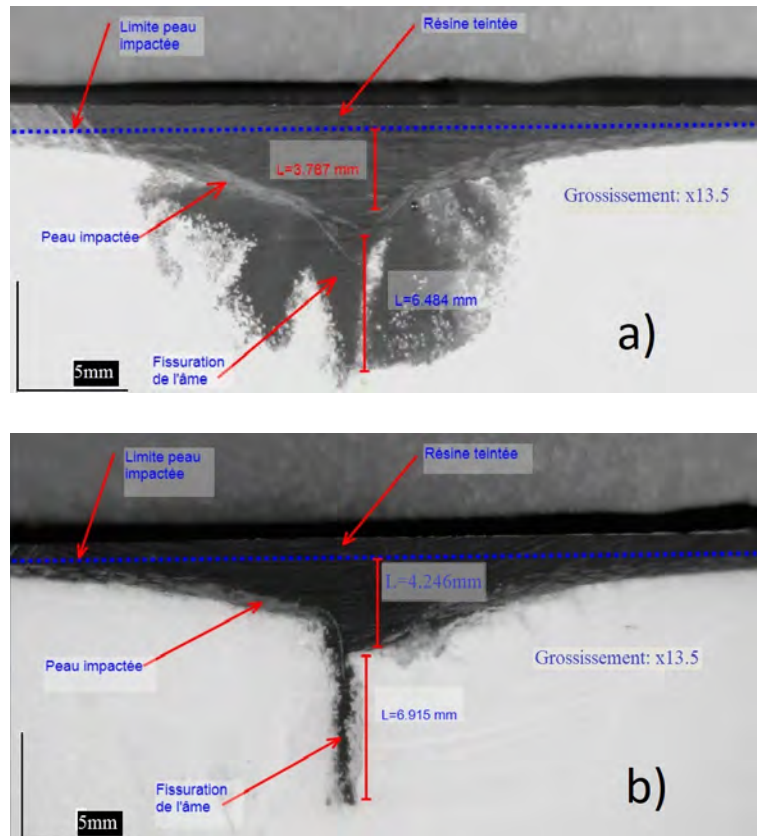 Limite peau
impactée
Résine teintée
L=3.787 mm
Grossissement: x13.5
Peau impactée
L=6.484 mm
Fissuration
de l'âme
5mm
a)
Limite peau
impactée
Résine teintée
L=4.246mm
Grossissement: x13.5
Peau impactée
L=6.915 mm
Fissuration
de l'âme
5mm
b)